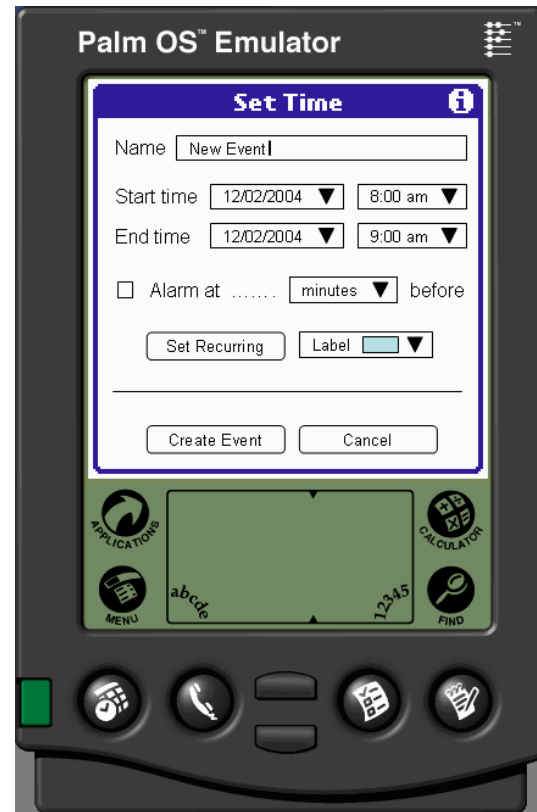 Palm OS™ Emulator
Set Time
Name New Event
Start time 12/02/2004 8:00 am
End time 12/02/2004 9:00 am
Alarm at ....... minutes before
Set Recurring Label
Create Event Cancel
APPLICATIONS
CALCULATOR
abcde
12345
MENU
FIND